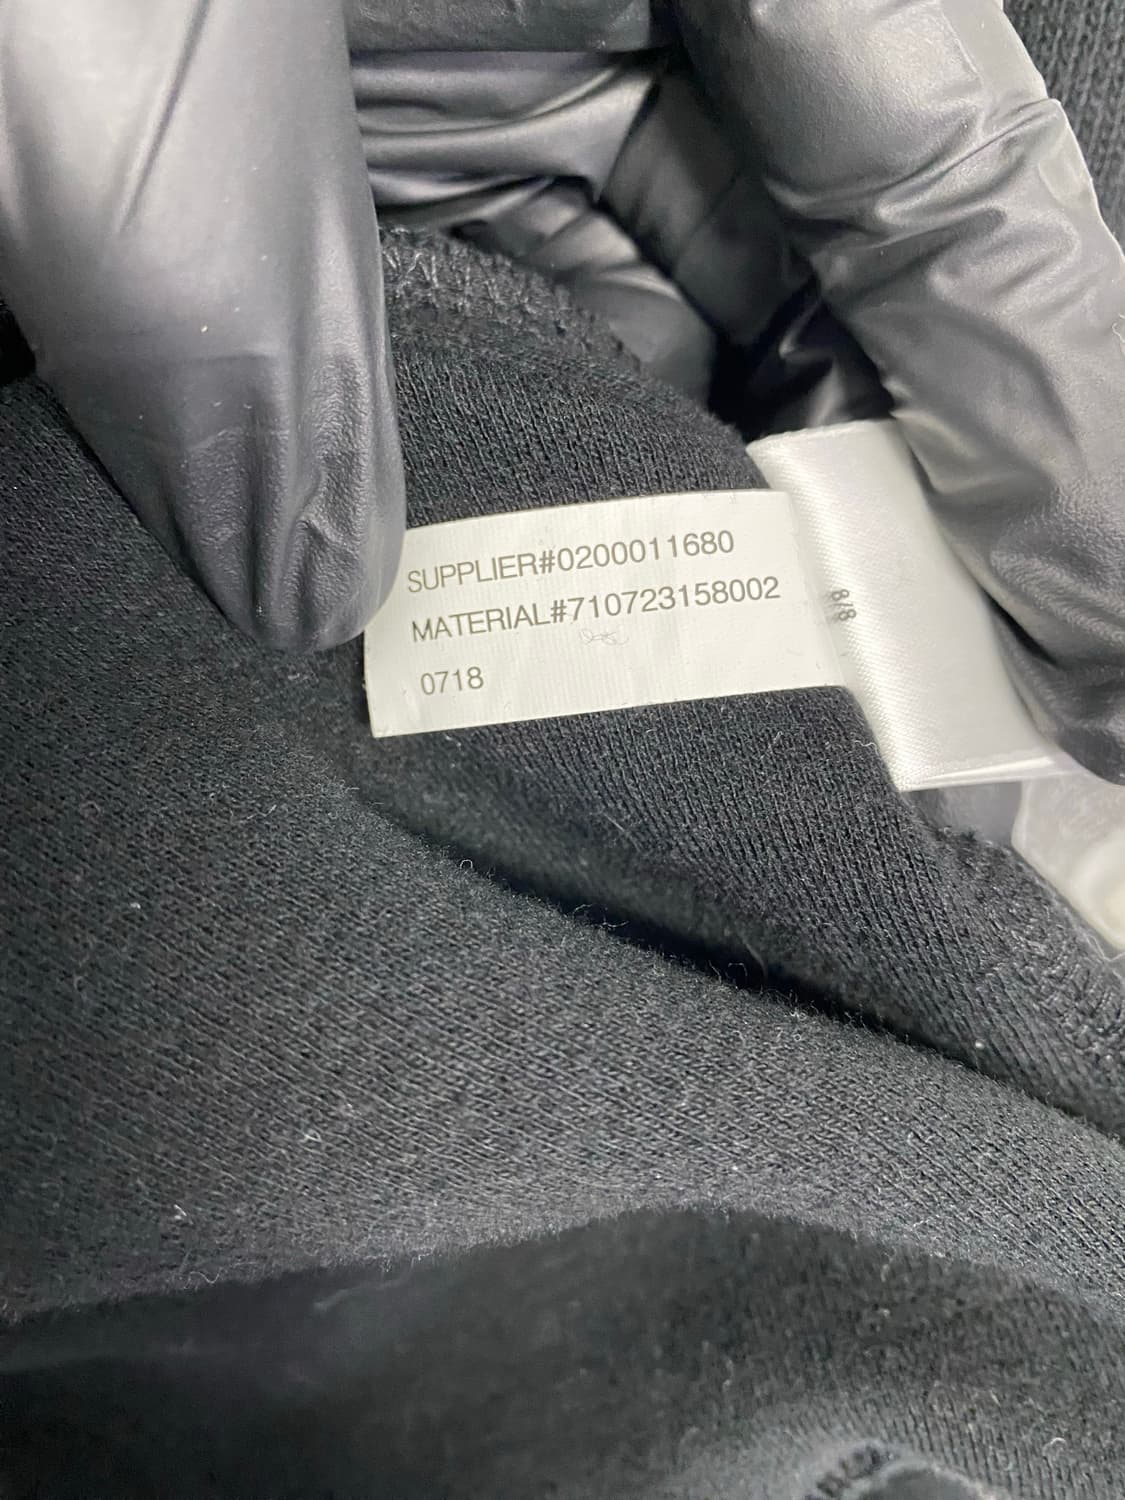 SUPPLIER#0200011680
MATERIAL#710723158002
0718
8/8